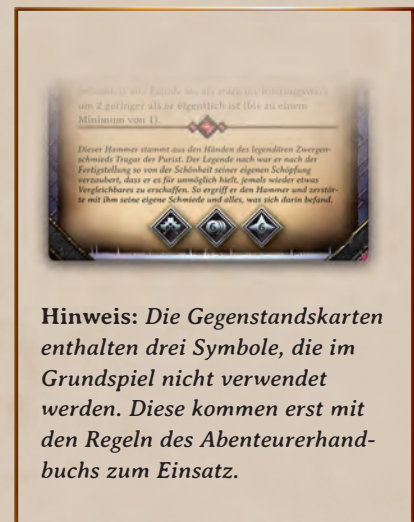 um 2 geringer als er eigentlich ist (bis zu einem
Minimum von 1).
Dieser Hammer stammt aus den Händen des legendären Zwergen-
schmieds Tragar der Purist. Der Legende nach war er nach der
Fertigstellung so von der Schönheit seiner eigenen Schöpfung
verzaubert, dass er es für unmöglich hielt, jemals wieder etwas
Vergleichbares zu erschaffen. So ergriff er den Hammer und zerstör-
te mit ihm seine eigene Schmiede und alles, was sich darin befand.
6 6
Hinweis: Die Gegenstandskarten
enthalten drei Symbole, die im
Grundspiel nicht verwendet
werden. Diese kommen erst mit
den Regeln des Abenteurerhand-
buchs zum Einsatz.